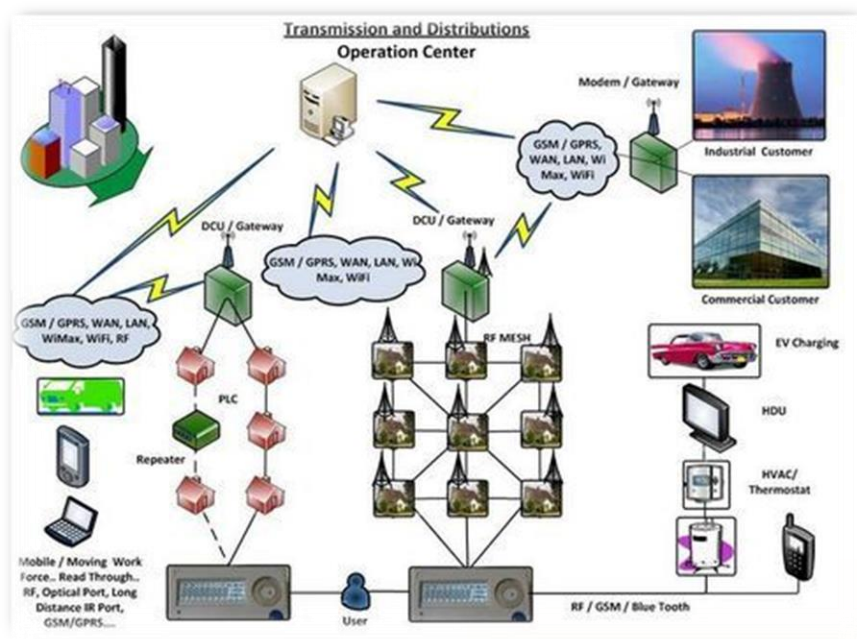 Transmission and Distributions
Operation Center
Modem / Gateway
GSM / GPRS,
WAN, LAN, Wi
Max, WiFi
Industrial Customer
DCU / Gateway
DCU / Gateway
GSM / GPRS, WAN, LAN, Wi
Max, WiFi
Commercial Customer
GSM / GPRS, WAN, LAN,
WiMax, WiFi, RF
RF MESH
EV Charging
PLC
HDU
Repeater
HVAC/
Thermostat
Mobile / Moving Work
Force.. Read Through..
RF, Optical Port, Long
Distance IR Port,
GSM/GPRS....
User
RF / GSM / Blue Tooth